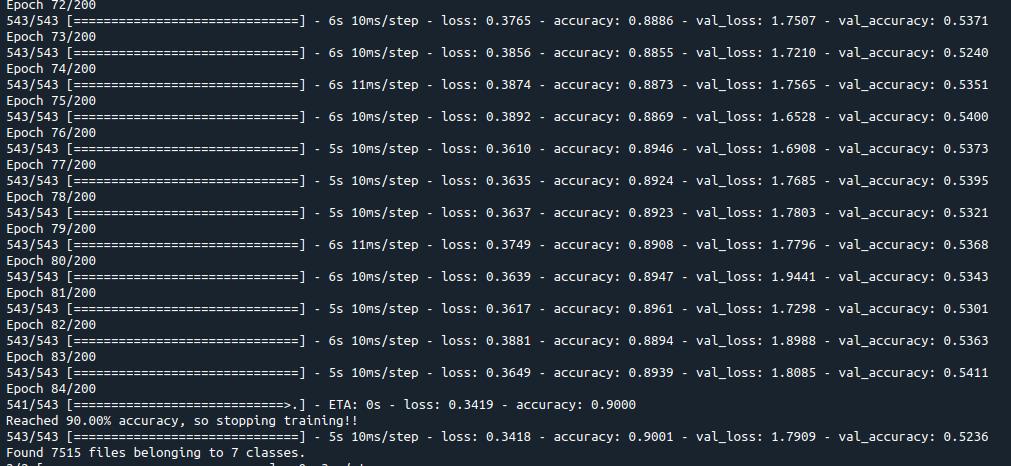 Epoch 72/200
543/543 [==============================] - 6s 10ms/step - loss: 0.3765 - accuracy: 0.8886 - val_loss: 1.7507 - val_accuracy: 0.5371
Epoch 73/200
543/543 [==============================] - 6s 10ms/step - loss: 0.3856 - accuracy: 0.8855 - val_loss: 1.7210 - val_accuracy: 0.5240
Epoch 74/200
543/543 [==============================] - 6s 11ms/step - loss: 0.3874 - accuracy: 0.8873 - val_loss: 1.7565 - val_accuracy: 0.5351
Epoch 75/200
543/543 [==============================] - 6s 10ms/step - loss: 0.3892 - accuracy: 0.8869 - val_loss: 1.6528 - val_accuracy: 0.5400
Epoch 76/200
543/543 [==============================] - 5s 10ms/step - loss: 0.3610 - accuracy: 0.8946 - val_loss: 1.6908 - val_accuracy: 0.5373
Epoch 77/200
543/543 [==============================] - 5s 10ms/step - loss: 0.3635 - accuracy: 0.8924 - val_loss: 1.7685 - val_accuracy: 0.5395
Epoch 78/200
543/543 [==============================] - 5s 10ms/step - loss: 0.3637 - accuracy: 0.8923 - val_loss: 1.7803 - val_accuracy: 0.5321
Epoch 79/200
543/543 [==============================] - 6s 11ms/step - loss: 0.3749 - accuracy: 0.8908 - val_loss: 1.7796 - val_accuracy: 0.5368
Epoch 80/200
543/543 [==============================] - 6s 10ms/step - loss: 0.3639 - accuracy: 0.8947 - val_loss: 1.9441 - val_accuracy: 0.5343
Epoch 81/200
543/543 [==============================] - 5s 10ms/step - loss: 0.3617 - accuracy: 0.8961 - val_loss: 1.7298 - val_accuracy: 0.5301
Epoch 82/200
543/543 [==============================] - 6s 10ms/step - loss: 0.3881 - accuracy: 0.8894 - val_loss: 1.8988 - val_accuracy: 0.5363
Epoch 83/200
543/543 [==============================] - 5s 10ms/step - loss: 0.3649 - accuracy: 0.8939 - val_loss: 1.8085 - val_accuracy: 0.5411
Epoch 84/200
541/543 [============================>.] - ETA: 0s - loss: 0.3419 - accuracy: 0.9000
Reached 90.00% accuracy, so stopping training!!
543/543 [==============================] - 5s 10ms/step - loss: 0.3418 - accuracy: 0.9001 - val_loss: 1.7909 - val_accuracy: 0.5236
Found 7515 files belonging to 7 classes.